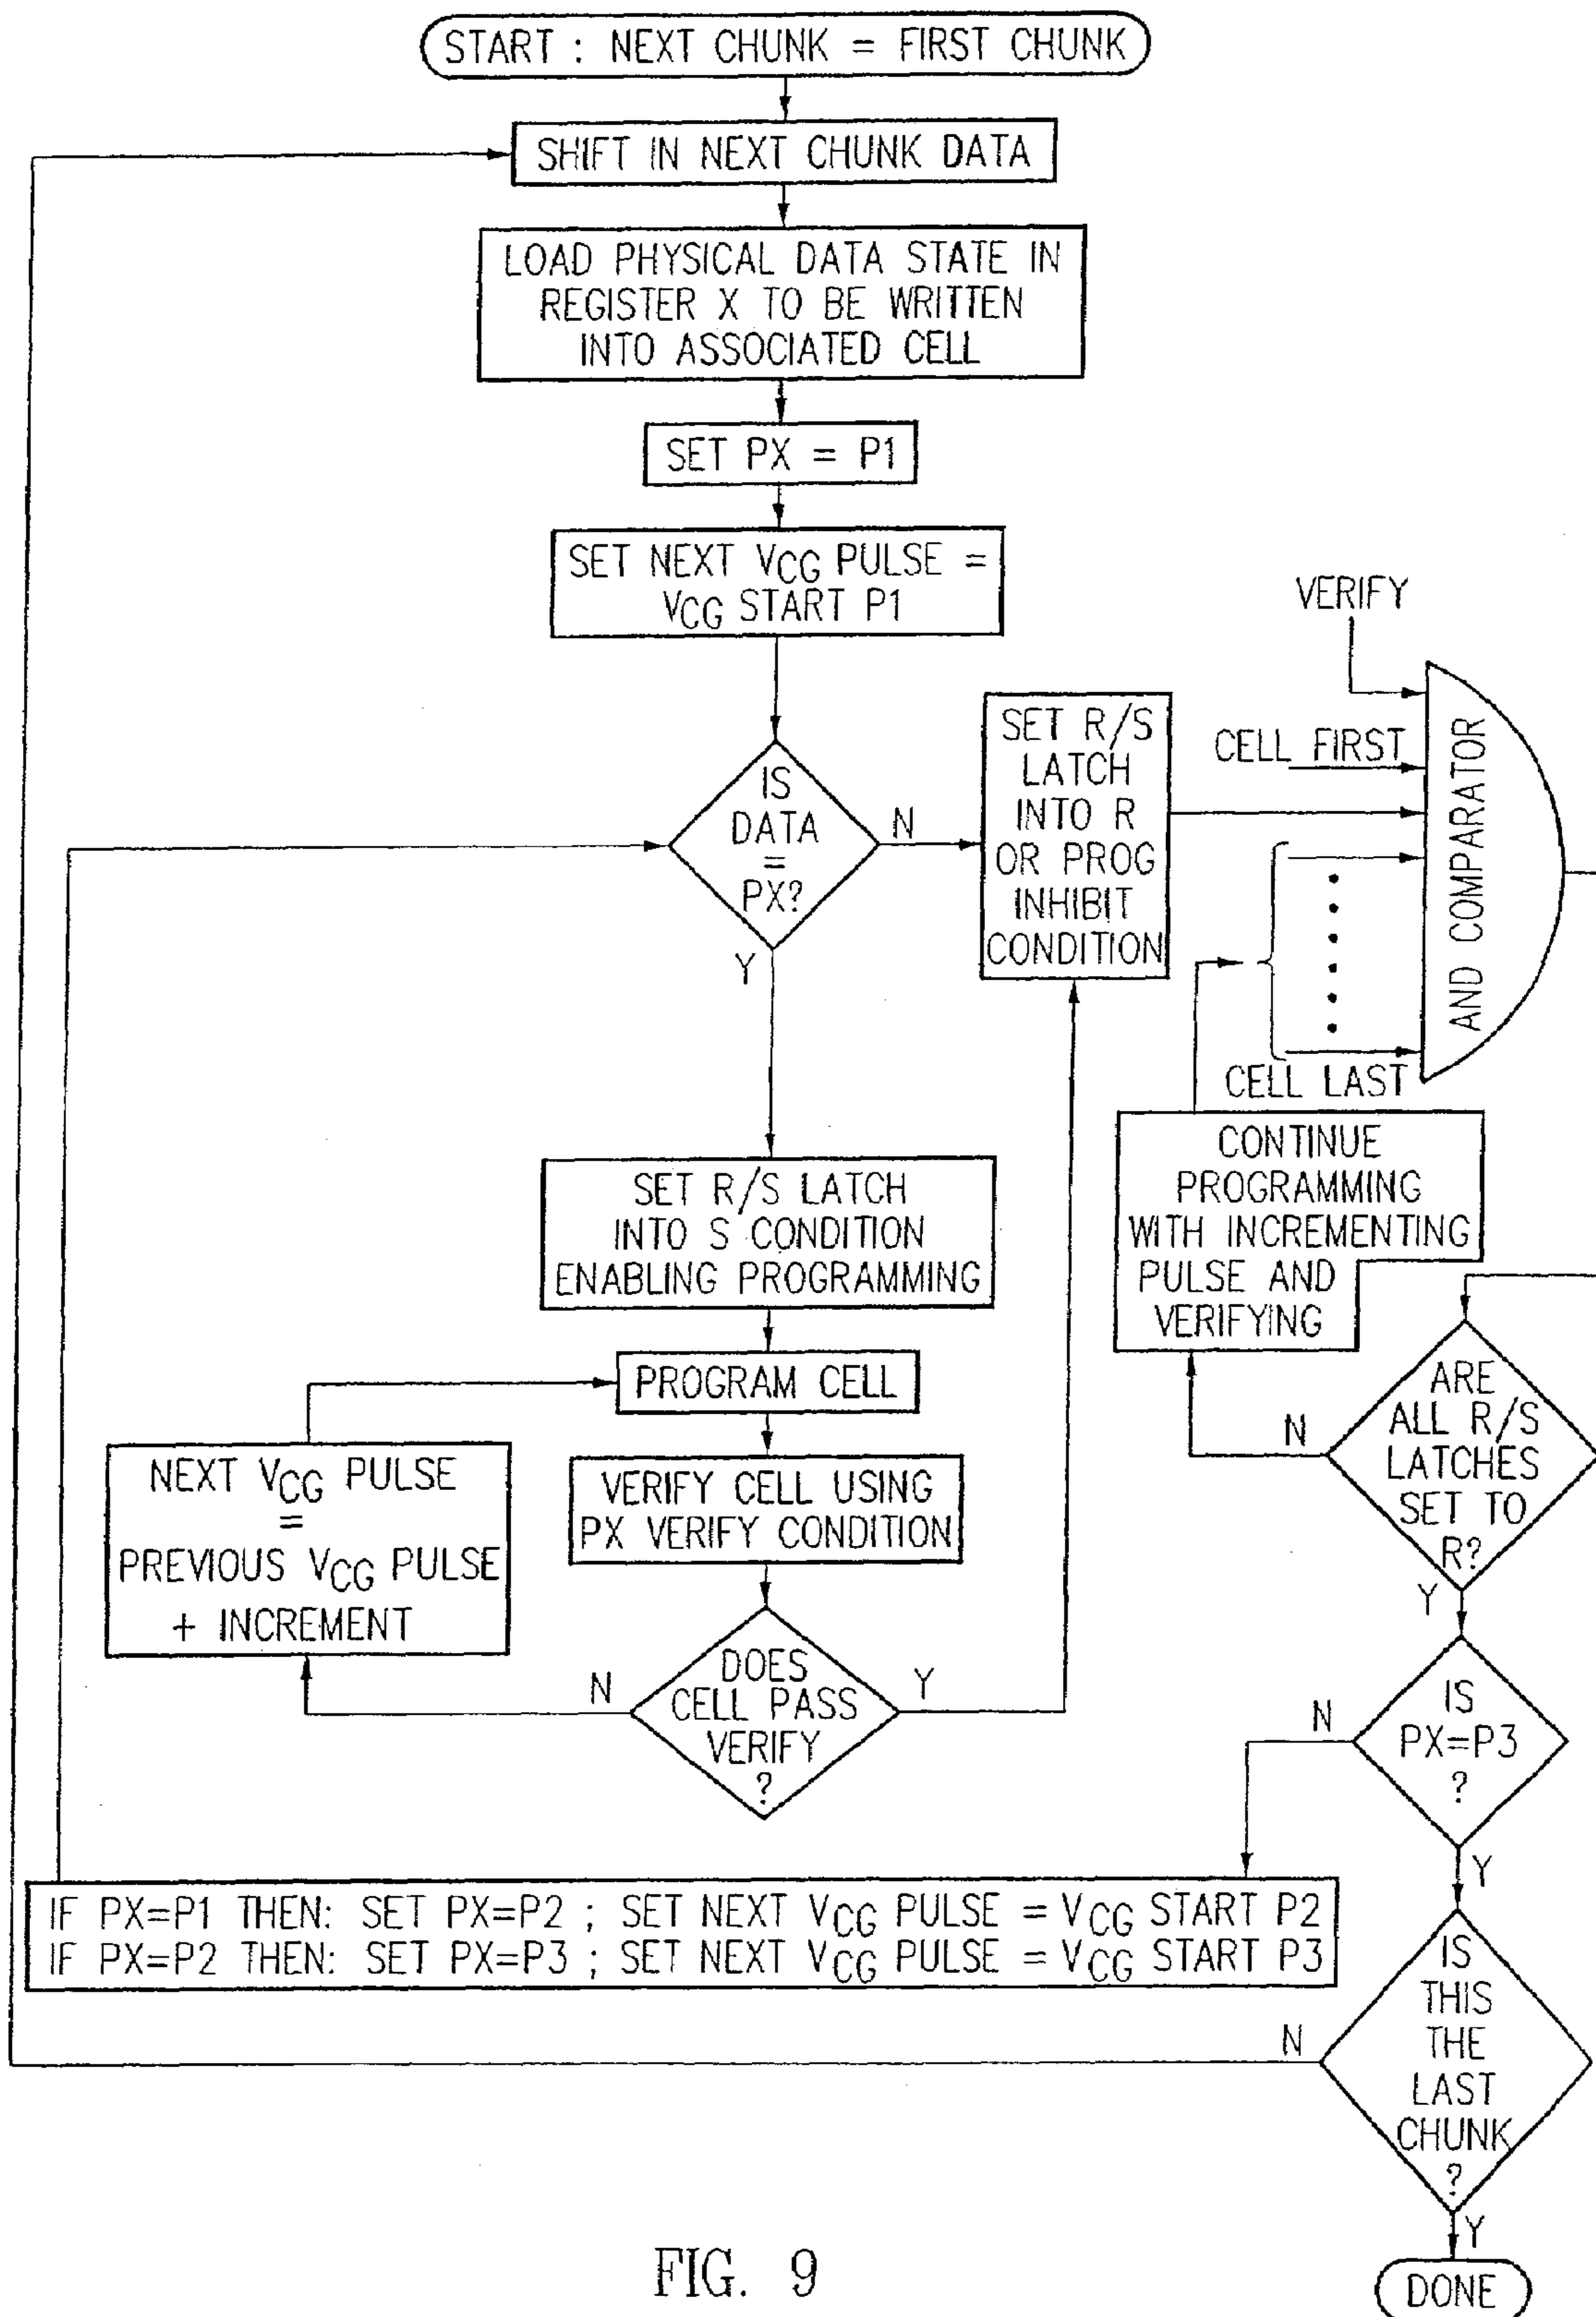 START : NEXT CHUNK = FIRST CHUNK
SHIFT IN NEXT CHUNK DATA
LOAD PHYSICAL DATA STATE IN
REGISTER X TO BE WRITTEN
INTO ASSOCIATED CELL
SET PX = P1
SET NEXT VCG PULSE =
VCG START P1
IS
DATA
=
PX?
N
Y
SET R/S
LATCH
INTO R
OR PROG
INHIBIT
CONDITION
VERIFY
CELL FIRST
CELL LAST
AND COMPARATOR
SET R/S LATCH
INTO S CONDITION
ENABLING PROGRAMMING
PROGRAM CELL
VERIFY CELL USING
PX VERIFY CONDITION
DOES
CELL PASS
VERIFY
?
N
Y
NEXT VCG PULSE
=
PREVIOUS VCG PULSE
+ INCREMENT
CONTINUE
PROGRAMMING
WITH INCREMENTING
PULSE AND
VERIFYING
ARE
ALL R/S
LATCHES
SET TO
R?
N
Y
IS
PX=P3
?
N
Y
IF PX=P1 THEN: SET PX=P2 ; SET NEXT VCG PULSE = VCG START P2
IF PX=P2 THEN: SET PX=P3 ; SET NEXT VCG PULSE = VCG START P3
IS
THIS
THE
LAST
CHUNK
?
N
Y
DONE
FIG. 9